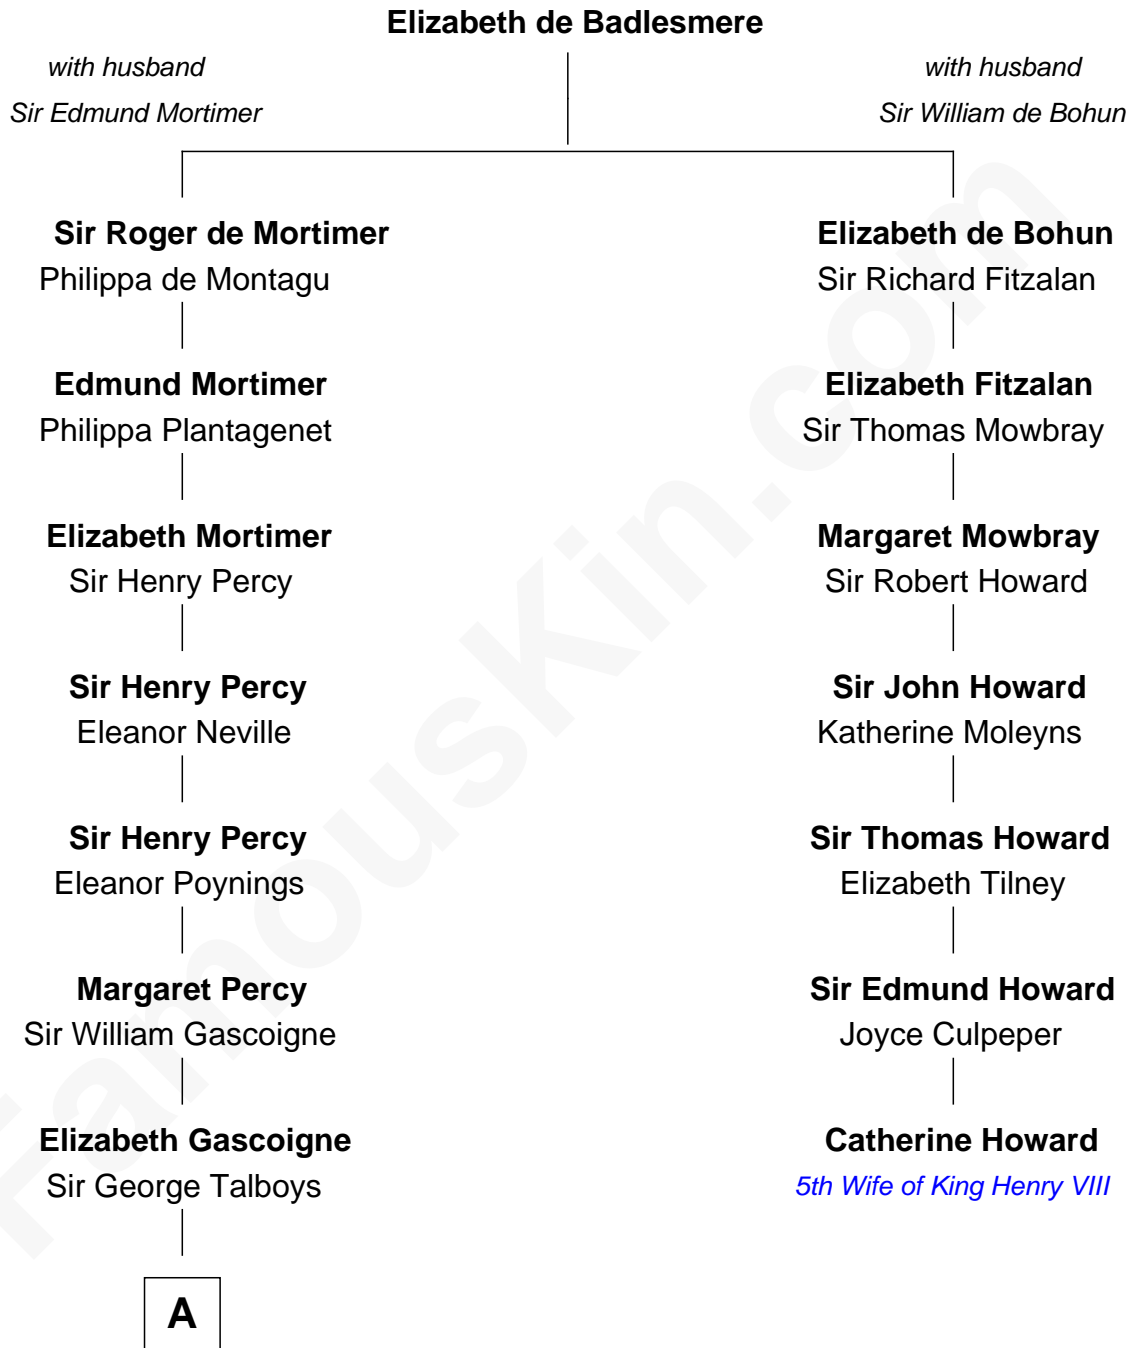 Elizabeth de Badlesmere
with husband
Sir Edmund Mortimer
with husband
Sir William de Bohun
Sir Roger de Mortimer
Philippa de Montagu
Edmund Mortimer
Philippa Plantagenet
Elizabeth Mortimer
Sir Henry Percy
Sir Henry Percy
Eleanor Neville
Sir Henry Percy
Eleanor Poynings
Margaret Percy
Sir William Gascoigne
Elizabeth Gascoigne
Sir George Talboys
A
Elizabeth de Bohun
Sir Richard Fitzalan
Elizabeth Fitzalan
Sir Thomas Mowbray
Margaret Mowbray
Sir Robert Howard
Sir John Howard
Katherine Moleyns
Sir Thomas Howard
Elizabeth Tilney
Sir Edmund Howard
Joyce Culpeper
Catherine Howard
5th Wife of King Henry VIII
FamousKin.com